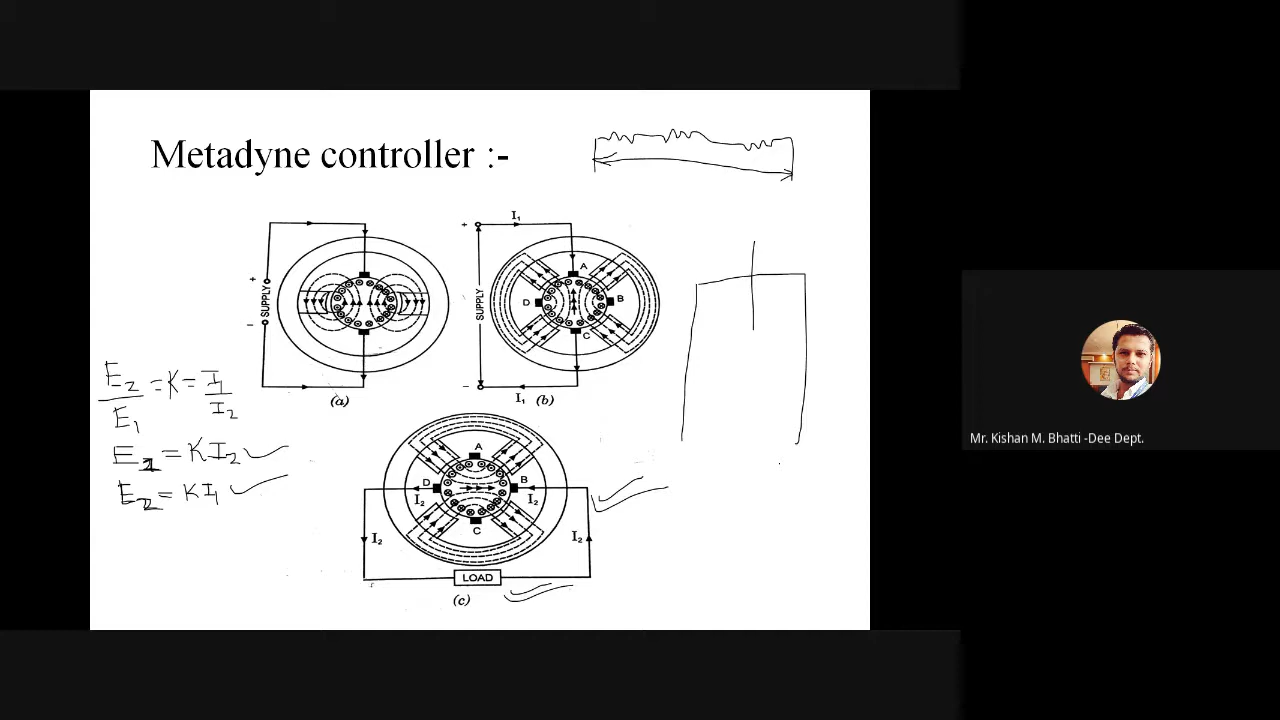 Metadyne controller :-
+ SUPPLY -
(a)
I₁
+ SUPPLY -
A
B
C
D
I₁
(b)
E₂/E₁ = K = I₁/I₂
E₁ = KI₂
E₂ = KI₁
A
B
C
D
I₂
I₂
I₂
I₂
LOAD
(c)
Mr. Kishan M. Bhatti -Dee Dept.